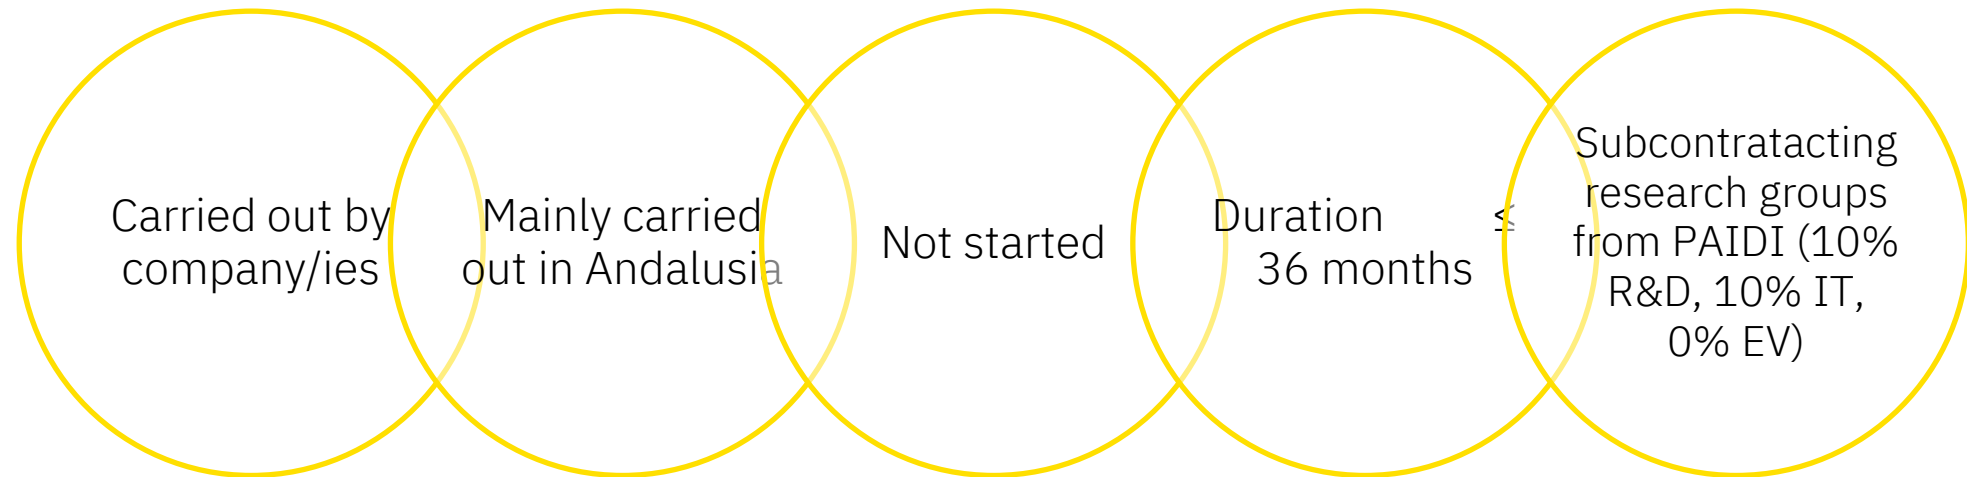 Carried out by
company/ies
Mainly carried
out in Andalusia
Not started
Duration ≤
36 months
Subcontratacting
research groups
from PAIDI (10%
R&D, 10% IT,
0% EV)